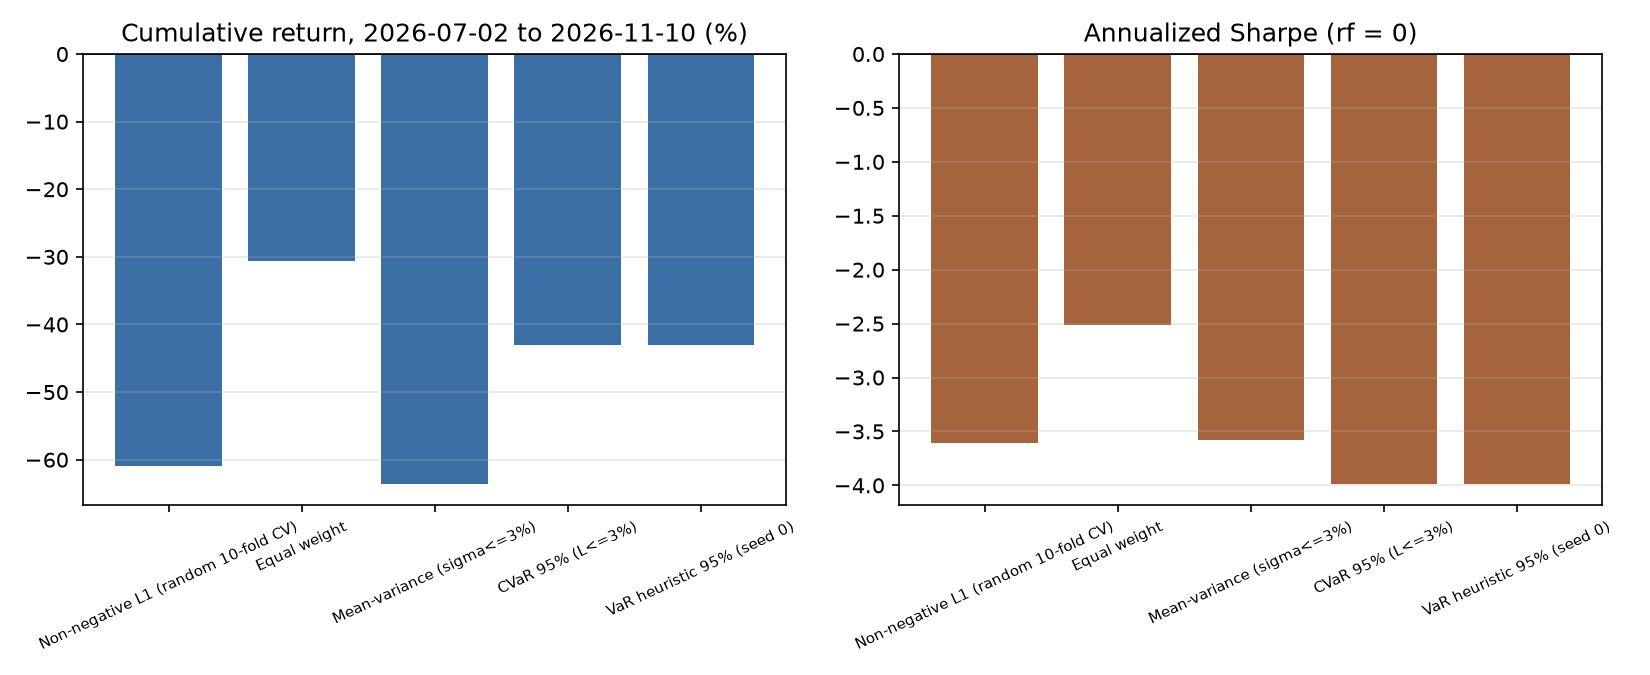 Cumulative return, 2026-07-02 to 2026-11-10 (%)
0
−10
−20
−30
−40
−50
−60
Non-negative L1 (random 10-fold CV)
Equal weight
Mean-variance (sigma<=3%)
CVaR 95% (L<=3%)
VaR heuristic 95% (seed 0)
Annualized Sharpe (rf = 0)
0.0
−0.5
−1.0
−1.5
−2.0
−2.5
−3.0
−3.5
−4.0
Non-negative L1 (random 10-fold CV)
Equal weight
Mean-variance (sigma<=3%)
CVaR 95% (L<=3%)
VaR heuristic 95% (seed 0)